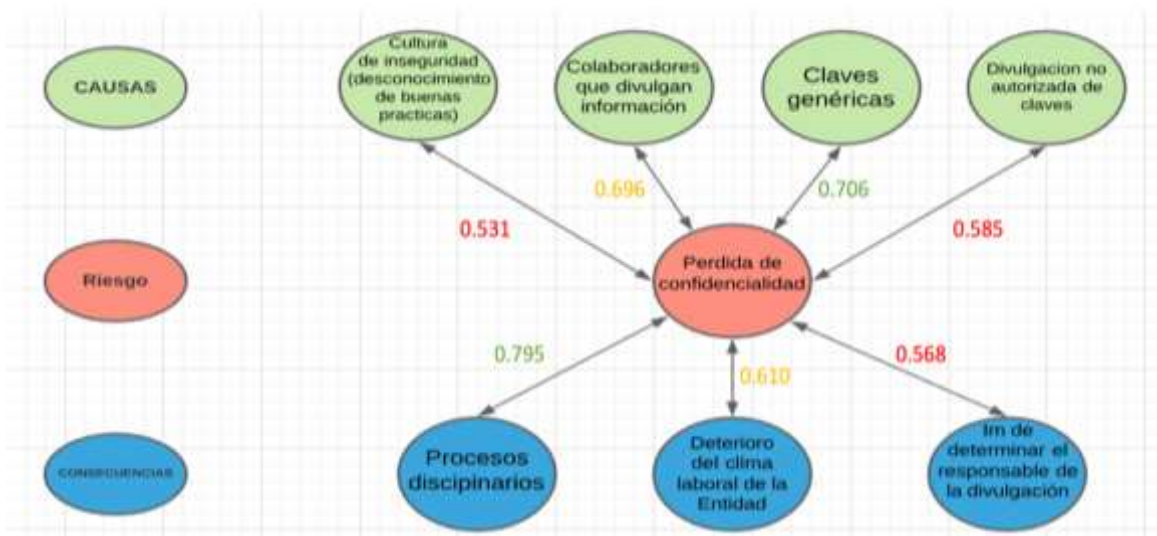 CAUSAS
Cultura
de inseguridad
(desconocimiento
de buenas
practicas)
Colaboradores
que divulgan
información
Claves
genéricas
Divulgacion no
autorizada de
claves
0.531
0.696
0.706
0.585
Riesgo
Perdida de
confidencialidad
0.795
0.610
0.568
CONSECUENCIAS
Procesos
discipinarios
Deterioro
del clima
laboral de la
Entidad
Im de
determinar el
responsable de
la divulgación